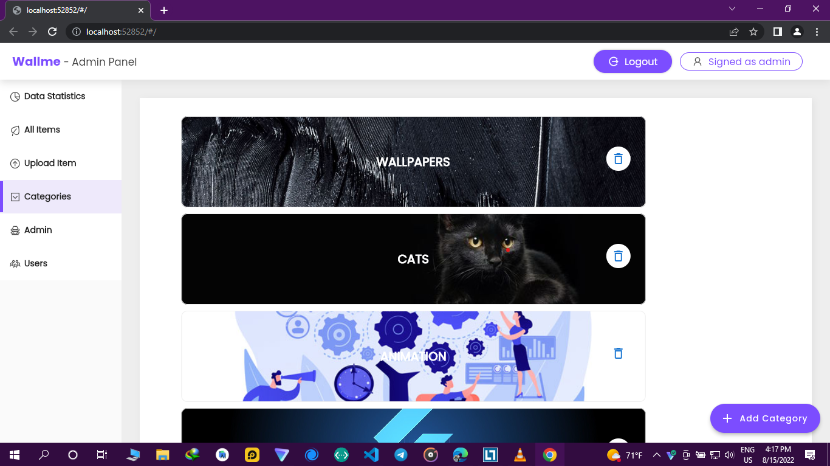 localhost:52852/#/
localhost:52852/#/
Wallme - Admin Panel
Logout
Signed as admin
Data Statistics
All Items
Upload Item
Categories
Admin
Users
WALLPAPERS
CATS
ANIMATION
Add Category
71°F
ENG
US
4:17 PM
8/15/2022